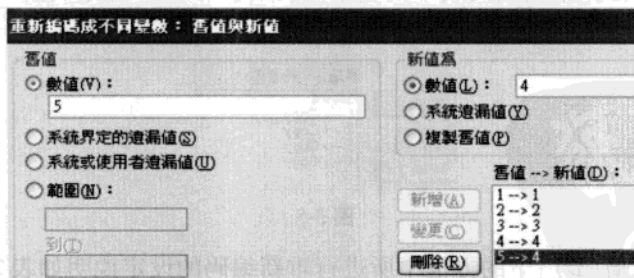 重新編碼成不同變數：舊值與新值
舊值
數值(V)：
5
系統界定的遺漏值(S)
系統或使用者遺漏值(U)
範圍(N)：
到(T)
新值為
數值(L)： 4
系統遺漏值(Y)
複製舊值(P)
舊值 --> 新值(D)：
新增(A)
變更(C)
刪除(R)
1 --> 1
2 --> 2
3 --> 3
4 --> 4
5 --> 4